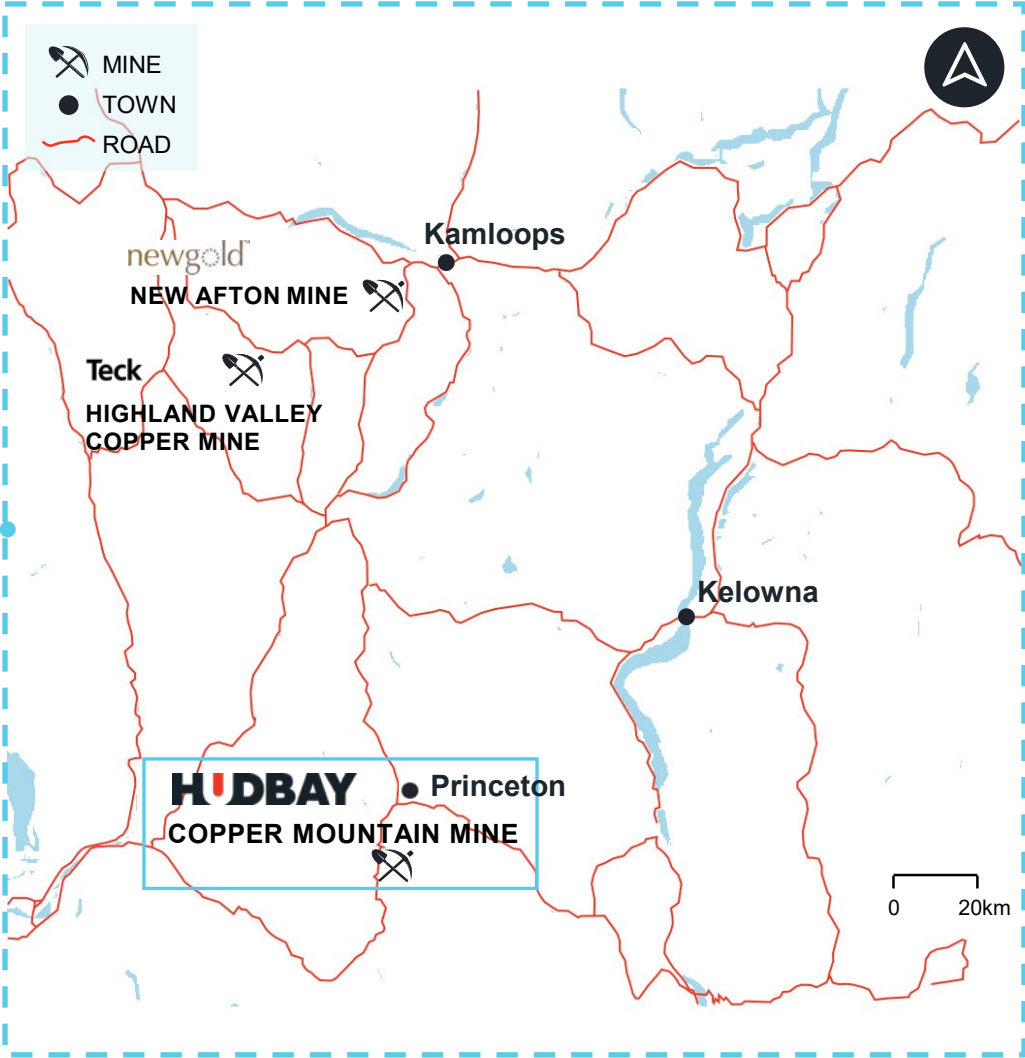 MINE
TOWN
ROAD
Kamloops
newgold™
NEW AFTON MINE
Teck
HIGHLAND VALLEY
COPPER MINE
Kelowna
HUDBAY
Princeton
COPPER MOUNTAIN MINE
0 20km